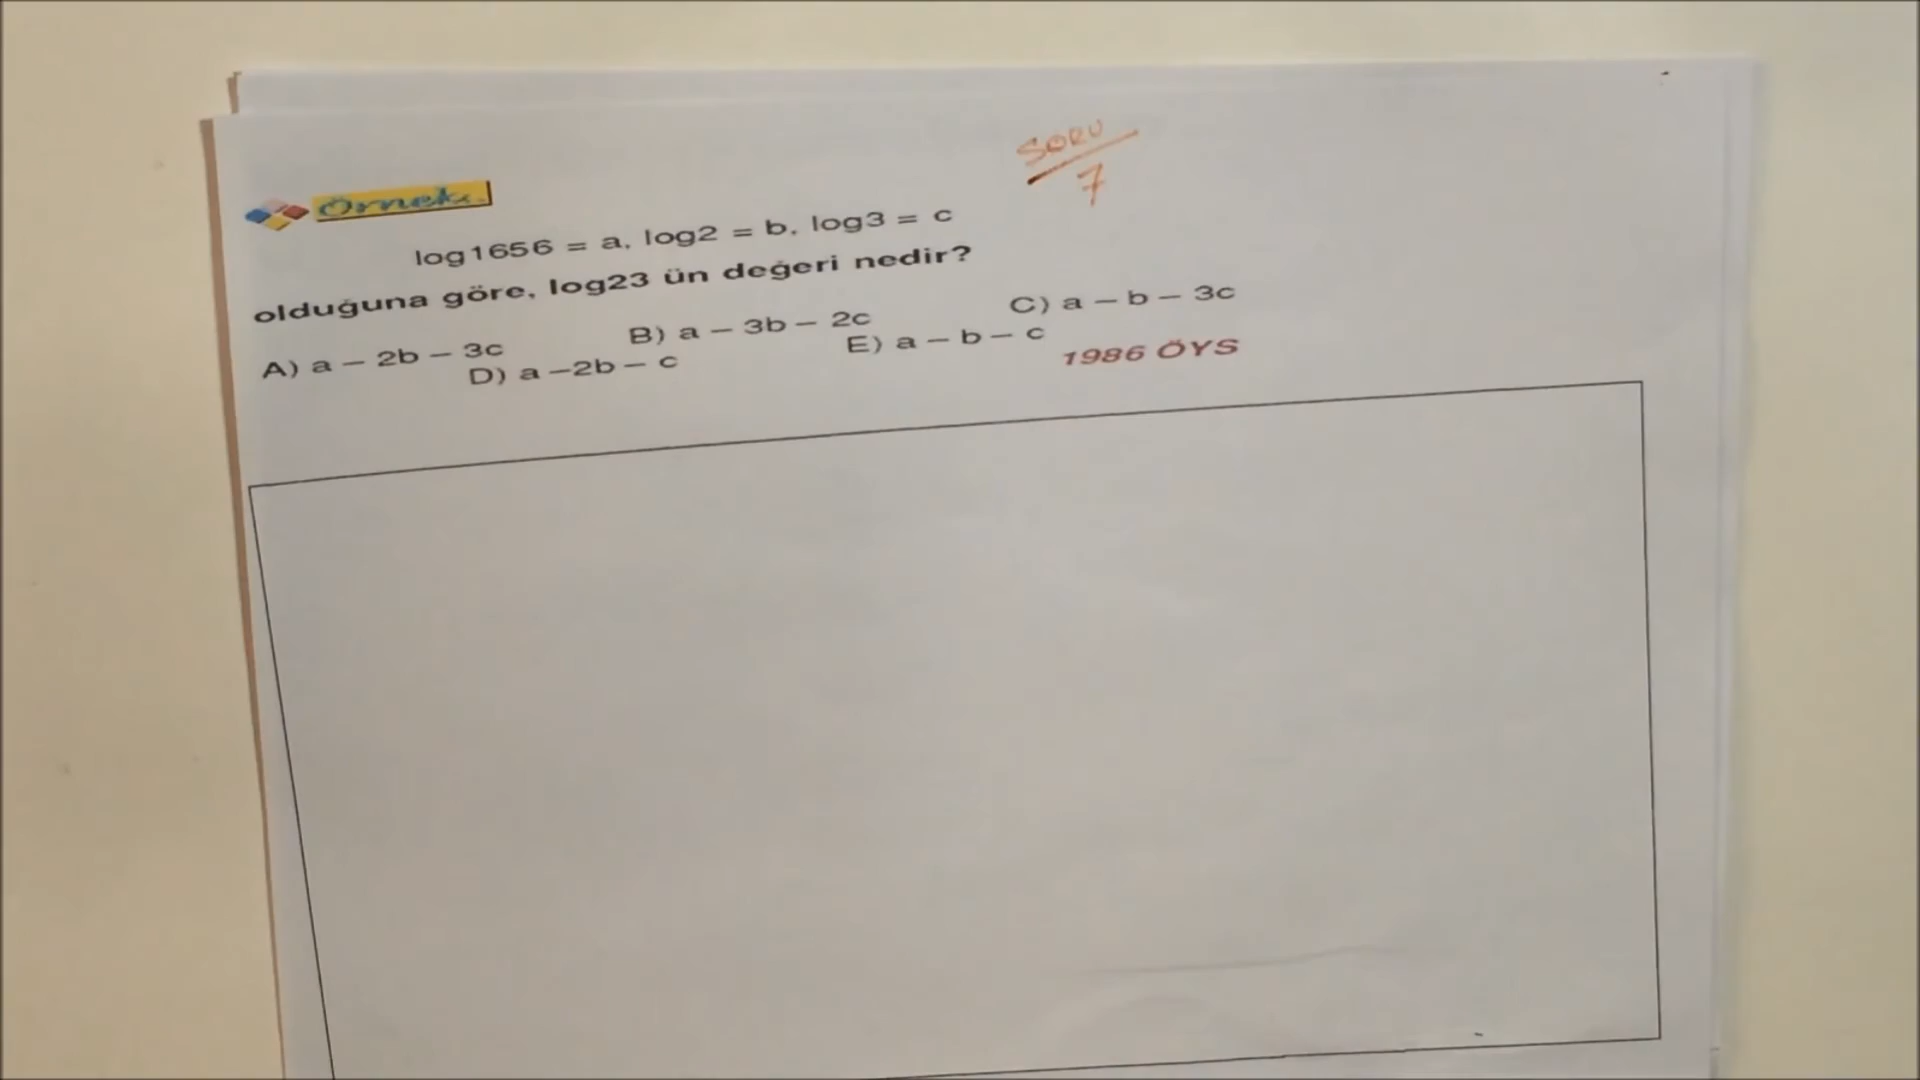 SORU
7
Örnek..
log1656 = a, log2 = b, log3 = c
olduğuna göre, log23 ün değeri nedir?
A) a – 2b – 3c B) a – 3b – 2c C) a – b – 3c
D) a –2b – c E) a – b – c 1986 ÖYS